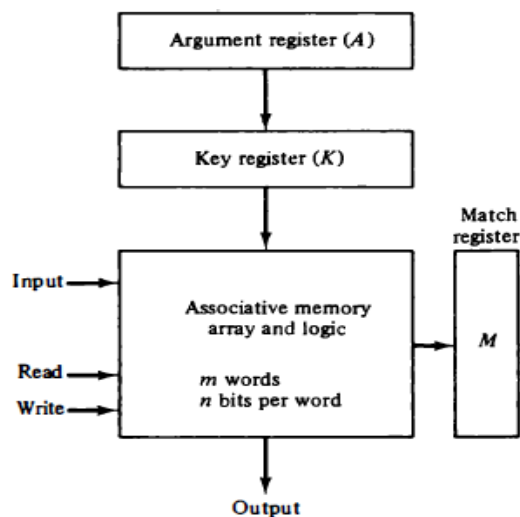 Argument register (A)
Key register (K)
Match
register
Input
Associative memory
array and logic
M
Read
m words
Write
n bits per word
Output